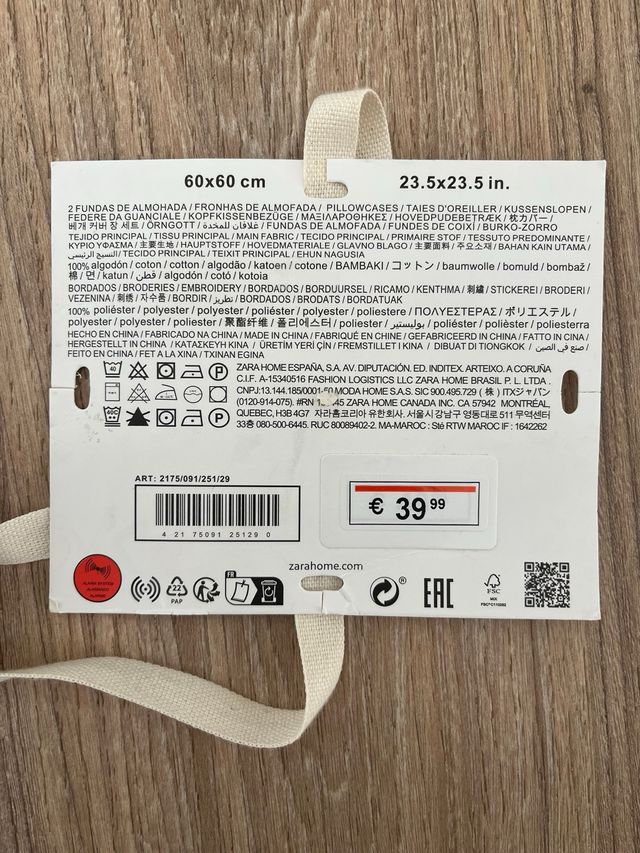 60x60 cm
23.5x23.5 in.
2 FUNDAS DE ALMOHADA / FRONHAS DE ALMOFADA / PILLOWCASES / TAIES D'OREILLER / KUSSENSLOPEN /
FEDERE DA GUANCIALE / KOPFKISSENBEZÜGE / ΜΑΞΙΛΑΡΟΘΗΚΕΣ / HOVEDPUDEBETRÆK / 枕カバー /
베개 커버 장 세트 / ÖRNGOTT / غلافان للمخدة / FUNDAS DE ALMOFADA / FUNDES DE COIXÍ / BURKO-ZORRO
TEJIDO PRINCIPAL / TISSU PRINCIPAL / MAIN FABRIC / TECIDO PRINCIPAL / PRIMAIRE STOF / TESSUTO PREDOMINANTE /
ΚΥΡΙΟ ΥΦΑΣΜΑ / 主要生地 / HAUPTSTOFF / HOVEDMATERIALE / GLAVNO BLAGO / 主要面料 / 주요소재 / BAHAN KAIN UTAMA
/ النسيج الرئيسي / TECIDO PRINCIPAL / TEIXIT PRINCIPAL / EHUN NAGUSIA
100% algodón / coton / cotton / algodão / katoen / cotone / ΒΑΜΒΑΚΙ / コットン / baumwolle / bomuld / bombaž /
棉 / 면 / katun / قطن / algodón / cotó / kotoia
BORDADOS / BRODERIES / EMBROIDERY / BORDADOS / BORDUURSEL / RICAMO / ΚΕΝΤΗΜΑ / 刺繍 / STICKEREI / BRODERI /
VEZENINA / 刺绣 / 자수품 / BORDIR / تطريز / BORDADOS / BRODATS / BORDATUAK
100% poliéster / polyester / polyester / poliéster / polyester / poliestere / ΠΟΛΥΕΣΤΕΡΑΣ / ポリエステル /
polyester / polyester / poliester / 聚酯纤维 / 폴리에스터 / poliester / بوليستير / poliéster / polièster / poliesterra
HECHO EN CHINA / FABRICADO NA CHINA / MADE IN CHINA / FABRIQUÉ EN CHINE / GEFABRICEERD IN CHINA / FATTO IN CINA /
HERGESTELLT IN CHINA / ΚΑΤΑΣΚΕΥΗ ΚΙΝΑ / ÜRETİM YERİ ÇİN / FREMSTILLET I KINA / DIBUAT DI TIONGKOK / صنع في الصين /
FEITO EN CHINA / FET A LA XINA / TXINAN EGINA
ZARA HOME ESPAÑA, S.A. AV. DIPUTACIÓN. ED. INDITEX. ARTEIXO. A CORUÑA
C.I.F. A-15340516 FASHION LOGISTICS LLC ZARA HOME BRASIL P. L. LTDA.
CNPJ:13.144.185/0001- MODA HOME S.A.S. SIC 900.495.729 ( 株 ) ITXジャパン
(0120-914-075). #RN 45 ZARA HOME CANADA INC. CA 57942 MONTRÉAL,
QUEBEC, H3B 4G7 자라홈코리아 유한회사. 서울시 강남구 영동대로 511 무역센터
33층 080-500-6445. RUC 80089402-2. MA-MAROC : Sté RTW MAROC IF : 1642262
40
P
ART: 2175/091/251/29
4 2 1 75091 25129 0
€ 39 99
zarahome.com
ALARM SYSTEM
22
PAP
FR
EAC
FSC
MIX